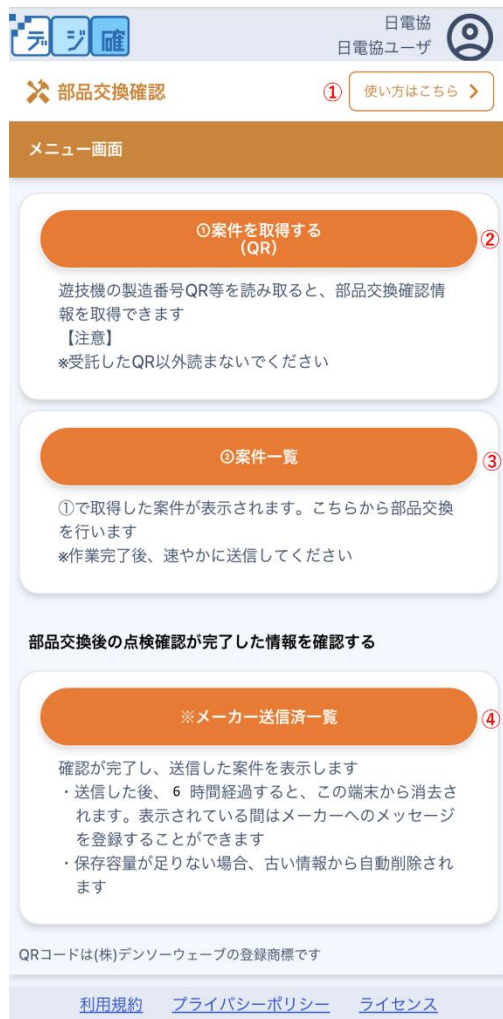 デジ確
日電協
日電協ユーザ
部品交換確認
① 使い方はこちら
メニュー画面
①案件を取得する
(QR)
②
遊技機の製造番号QR等を読み取ると、部品交換確認情
報を取得できます
【注意】
※受託したQR以外読まないでください
②案件一覧
③
①で取得した案件が表示されます。こちらから部品交換
を行います
※作業完了後、速やかに送信してください
部品交換後の点検確認が完了した情報を確認する
※メーカー送信済一覧
④
確認が完了し、送信した案件を表示します
・送信した後、6 時間経過すると、この端末から消去さ
れます。表示されている間はメーカーへのメッセージ
を登録することができます
・保存容量が足りない場合、古い情報から自動削除され
ます
QRコードは(株)デンソーウェーブの登録商標です
利用規約 プライバシーポリシー ライセンス